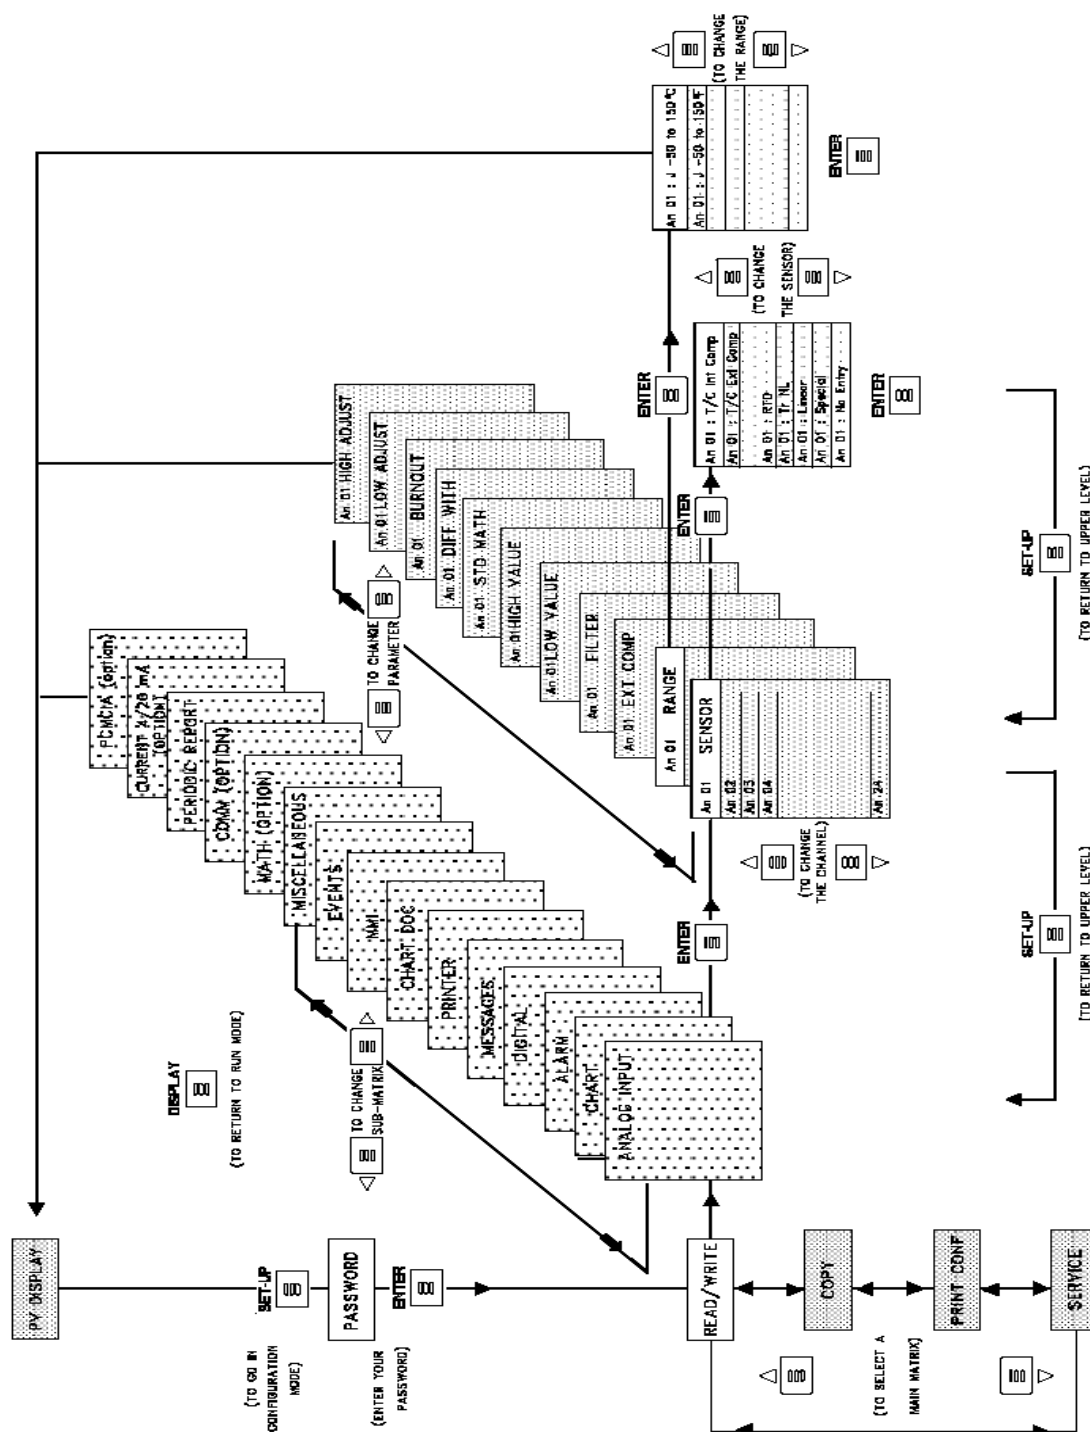 PV DISPLAY
(TO GO IN
CONFIGURATION
MODE)
SET-UP
PASSWORD
(ENTER YOUR
PASSWORD)
ENTER
READ/WRITE
COPY
PRINT CONF
SERVICE
(TO SELECT A
MAIN MATRIX)
DISPLAY
(TO RETURN TO RUN MODE)
TO CHANGE
SUB-MATRIX
PCMCIA (option)
CURRENT 4/20 mA
(OPTION)
PERIODIC REPORT
COMM (OPTION)
MATH (OPTION)
MISCELLANEOUS
EVENTS
MMI
CHART DOC
PRINTER
MESSAGES
DIGITAL
ALARM
CHART
ANALOG INPUT
ENTER
SET-UP
(TO RETURN TO UPPER LEVEL)
TO CHANGE
PARAMETER
An 01 HIGH ADJUST
An 01 LOW ADJUST
An 01 BURNOUT
An 01 DIFF WITH
An 01 STD MATH
An 01 HIGH VALUE
An 01 LOW VALUE
An 01 FILTER
An 01 EXT COMP
An 01 RANGE
An 01 SENSOR
An 02
An 03
An 04
An 24
(TO CHANGE
THE CHANNEL)
ENTER
ENTER
SET-UP
(TO RETURN TO UPPER LEVEL)
An 01 : T/C Int Comp
An 01 : T/C Ext Comp
An 01 : RTD
An 01 : Tr NL
An 01 : Linear
An 01 : Special
An 01 : No Entry
(TO CHANGE
THE SENSOR)
ENTER
An 01 : J -50 to 150°C
An 01 : J -50 to 150°F
(TO CHANGE
THE RANGE)
ENTER